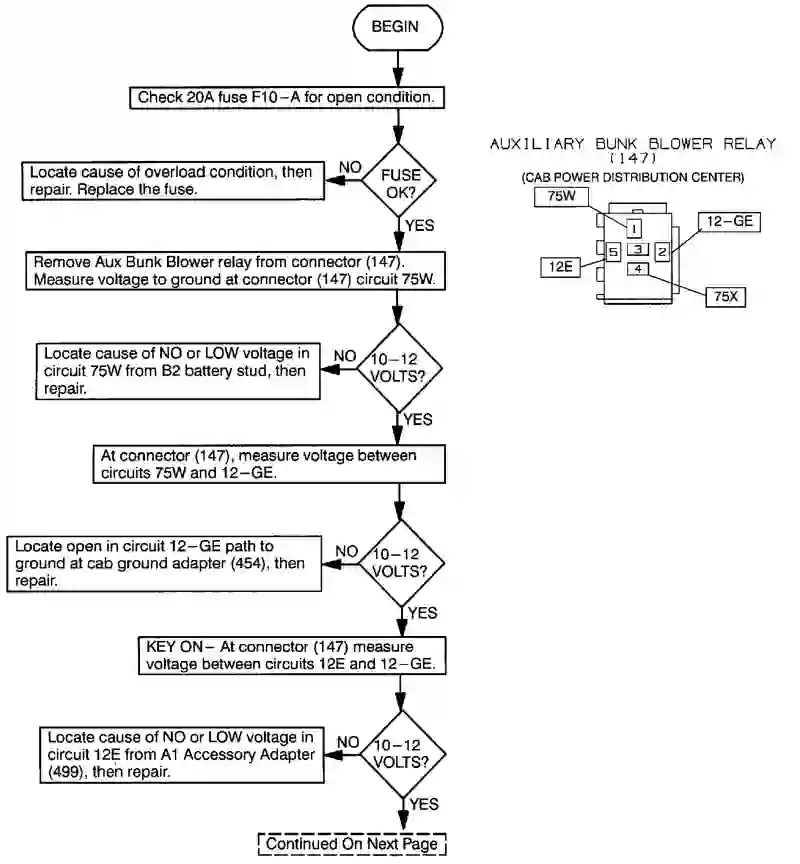 BEGIN
Check 20A fuse F10–A for open condition.
FUSE
OK?
NO
Locate cause of overload condition, then
repair. Replace the fuse.
YES
Remove Aux Bunk Blower relay from connector (147).
Measure voltage to ground at connector (147) circuit 75W.
10–12
VOLTS?
NO
Locate cause of NO or LOW voltage in
circuit 75W from B2 battery stud, then
repair.
YES
At connector (147), measure voltage between
circuits 75W and 12–GE.
10–12
VOLTS?
NO
Locate open in circuit 12–GE path to
ground at cab ground adapter (454), then
repair.
YES
KEY ON– At connector (147) measure
voltage between circuits 12E and 12–GE.
10–12
VOLTS?
NO
Locate cause of NO or LOW voltage in
circuit 12E from A1 Accessory Adapter
(499), then repair.
YES
Continued On Next Page
AUXILIARY BUNK BLOWER RELAY
(147)
(CAB POWER DISTRIBUTION CENTER)
75W
12–GE
1
5 3 2
12E
4
75X